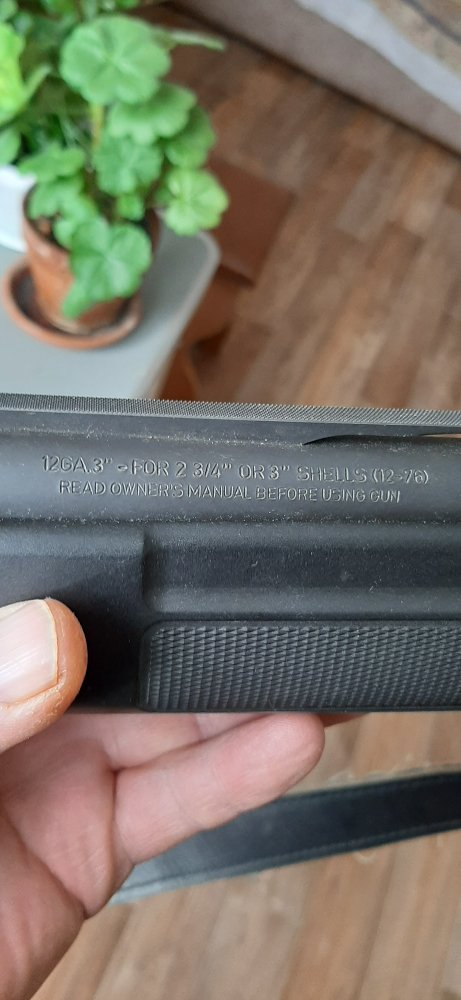 12GA.3" - FOR 2 3/4" OR 3" SHELLS (12-76)
READ OWNER'S MANUAL BEFORE USING GUN